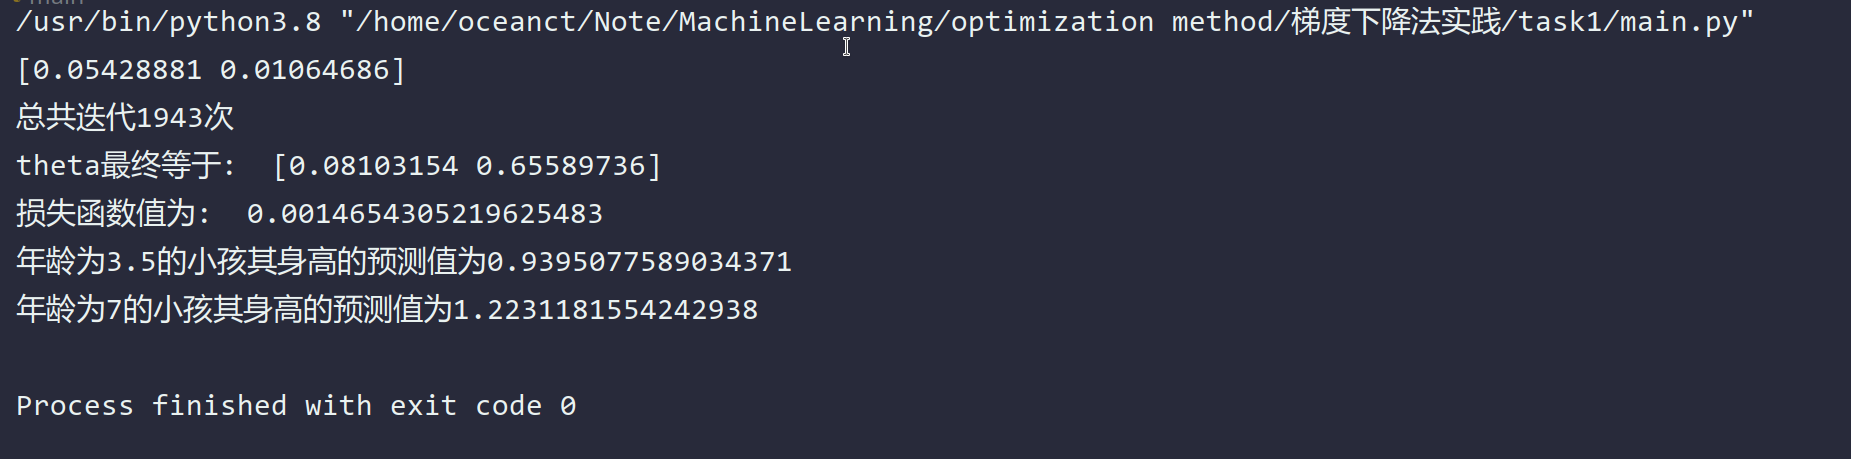 /usr/bin/python3.8 "/home/oceanct/Note/MachineLearning/optimization method/梯度下降法实践/task1/main.py"
[0.05428881 0.01064686]
总共迭代1943次
theta最终等于:  [0.08103154 0.65589736]
损失函数值为:  0.0014654305219625483
年龄为3.5的小孩其身高的预测值为0.9395077589034371
年龄为7的小孩其身高的预测值为1.2231181554242938
Process finished with exit code 0